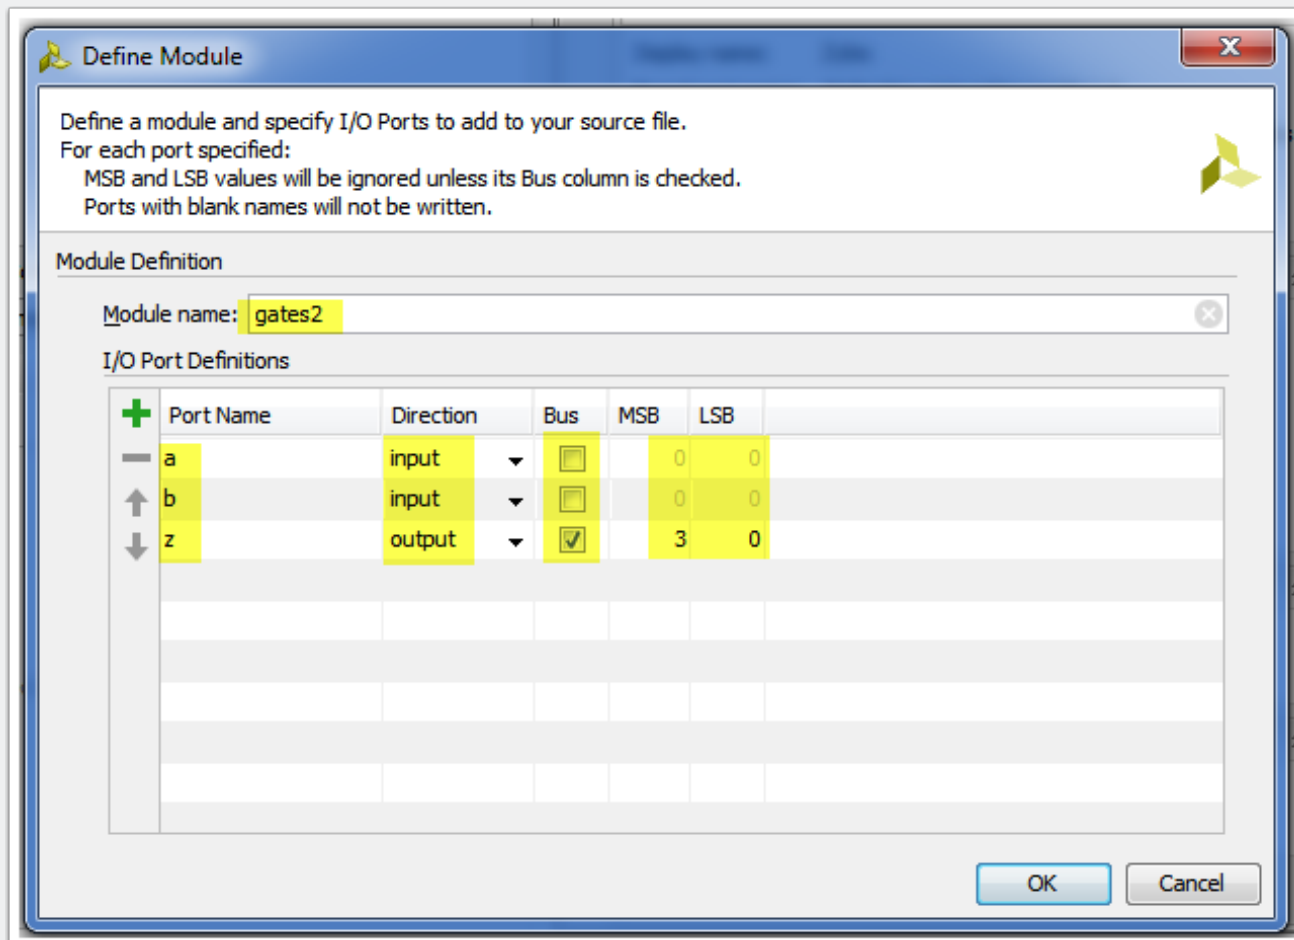 Define Module
Define a module and specify I/O Ports to add to your source file.
For each port specified:
MSB and LSB values will be ignored unless its Bus column is checked.
Ports with blank names will not be written.
Module Definition
Module name: gates2
I/O Port Definitions
Port Name Direction Bus MSB LSB
a input 0 0
b input 0 0
z output 3 0
OK Cancel